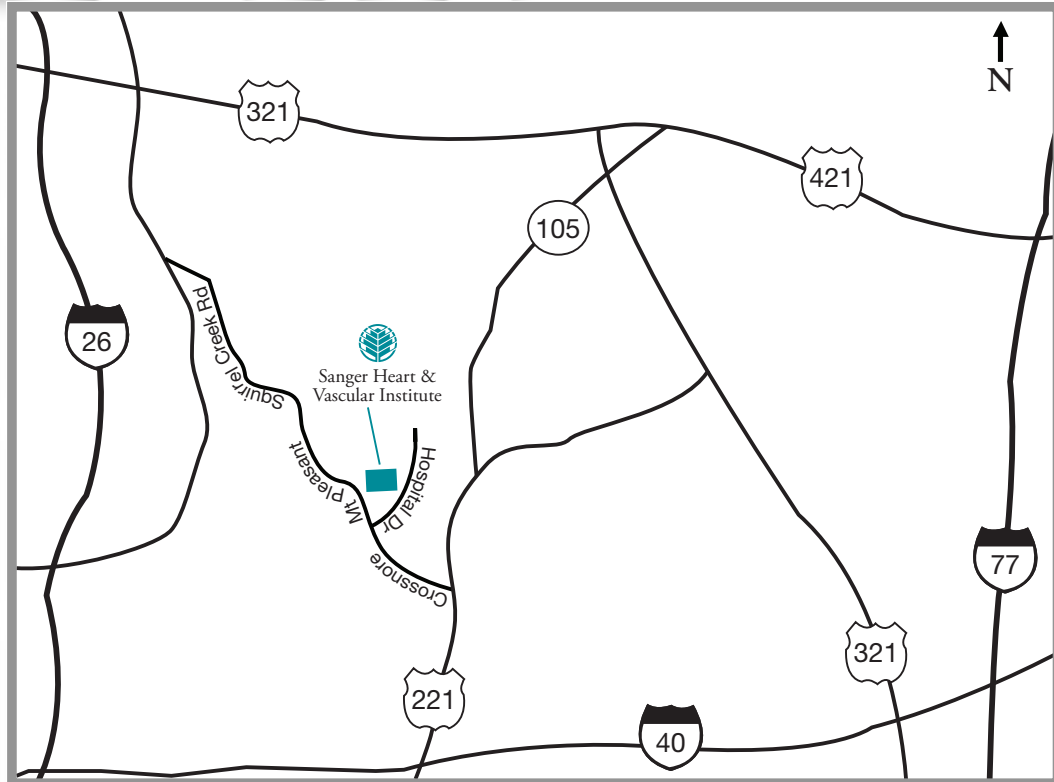 N
321
421
105
26
Squirrel Creek Rd
Sanger Heart &
Vascular Institute
Mt Pleasant
Hospital Dr
Crossnore
77
321
221
40